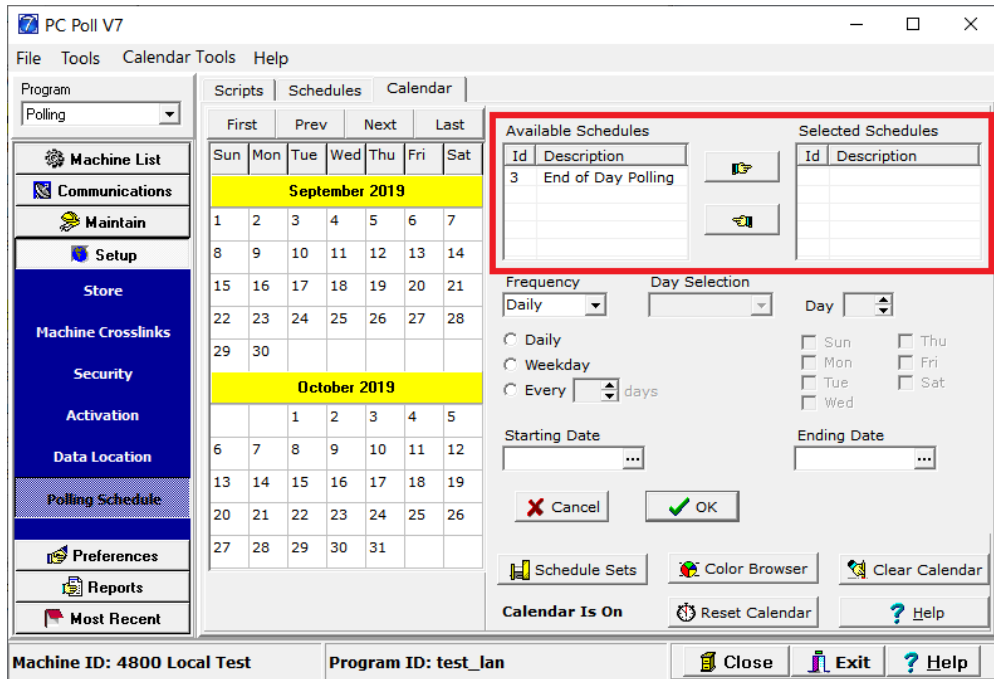 PC Poll V7
File Tools Calendar Tools Help
Program
Polling
Machine List
Communications
Maintain
Setup
Store
Machine Crosslinks
Security
Activation
Data Location
Polling Schedule
Preferences
Reports
Most Recent
Scripts Schedules Calendar
First Prev Next Last
Sun Mon Tue Wed Thu Fri Sat
September 2019
1 2 3 4 5 6 7
8 9 10 11 12 13 14
15 16 17 18 19 20 21
22 23 24 25 26 27 28
29 30
October 2019
1 2 3 4 5
6 7 8 9 10 11 12
13 14 15 16 17 18 19
20 21 22 23 24 25 26
27 28 29 30 31
Available Schedules
Id Description
3 End of Day Polling
Selected Schedules
Id Description
Frequency
Daily
Day Selection
Day
Daily
Weekday
Every days
Sun Thu
Mon Fri
Tue Sat
Wed
Starting Date
...
Ending Date
...
Cancel OK
Schedule Sets Color Browser Clear Calendar
Calendar Is On Reset Calendar Help
Machine ID: 4800 Local Test Program ID: test_lan Close Exit Help